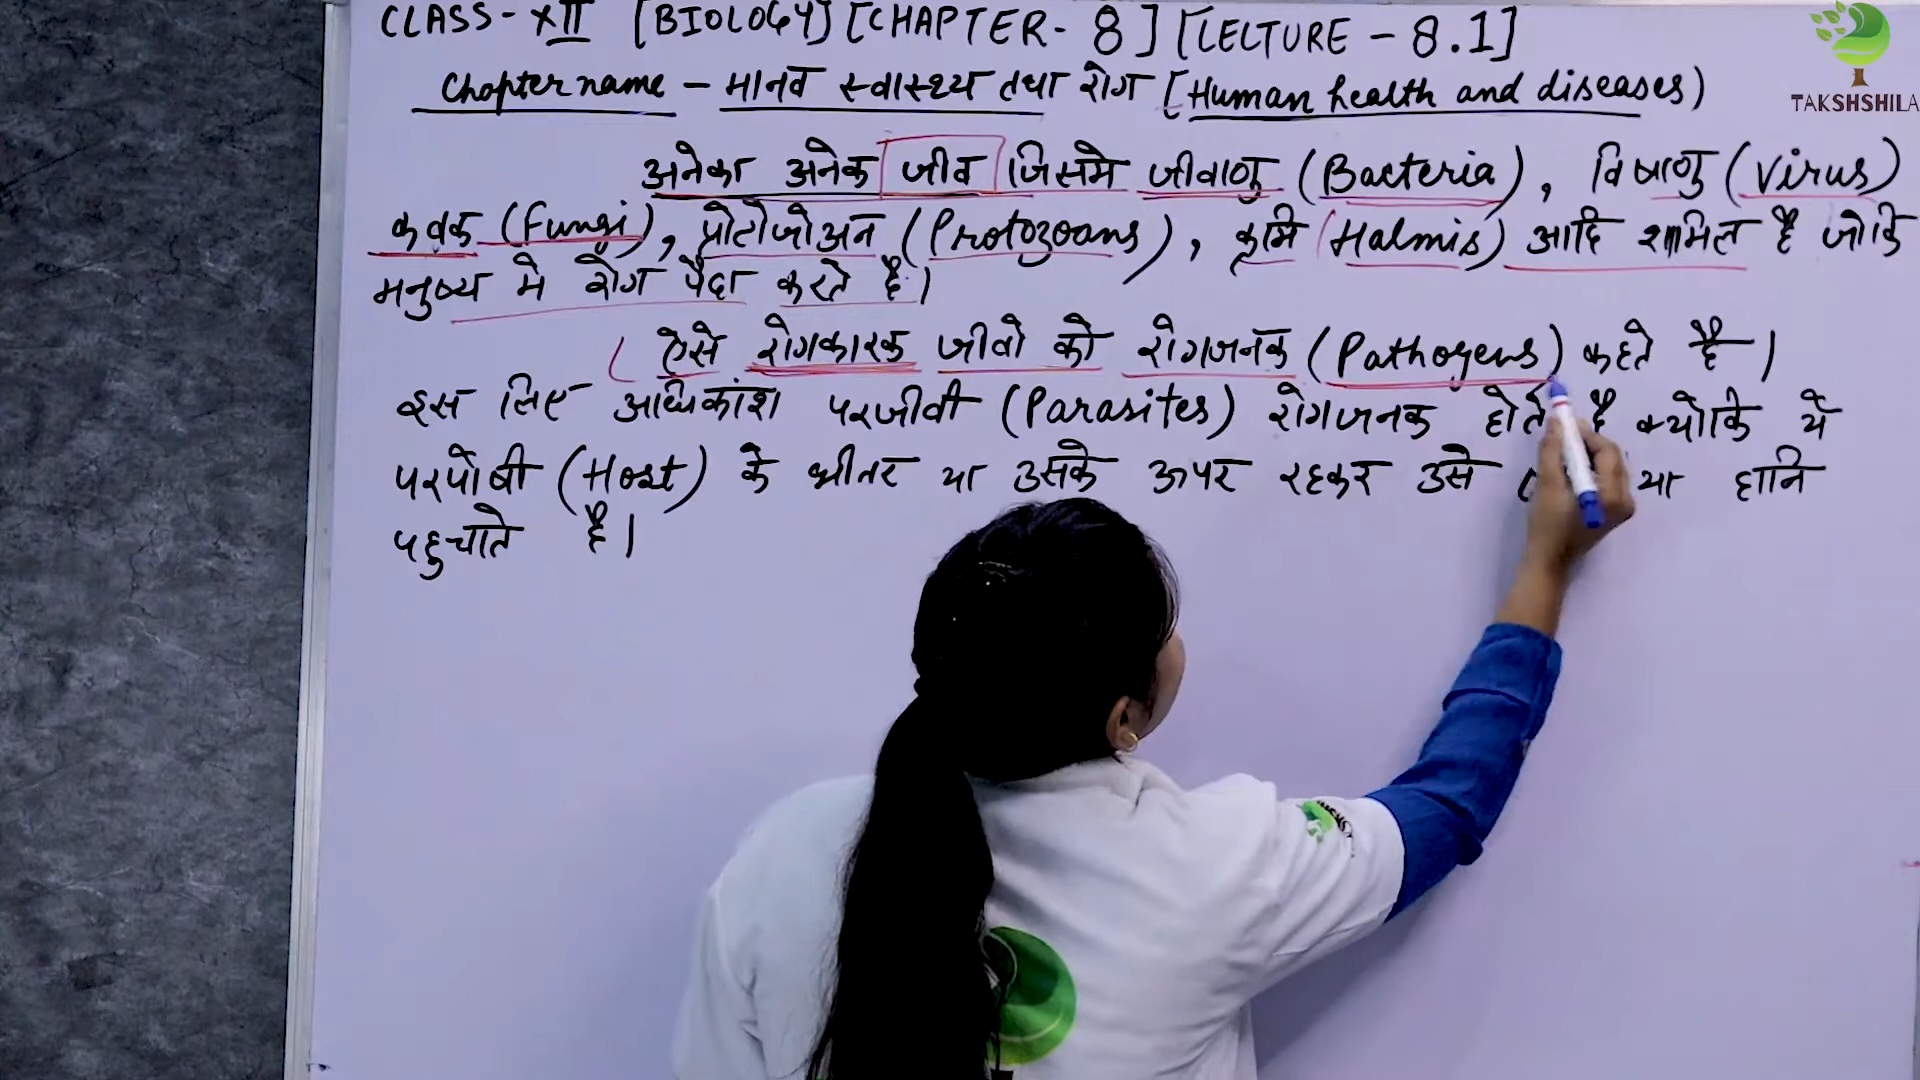 CLASS - XII [BIOLOGY] [CHAPTER - 8] [LECTURE - 8.1]
Chapter name - मानव स्वास्थ्य तथा रोग [Human health and diseases)
TAKSHSHILA
अनेका अनेक जीव जिसमे जीवाणु (Bacteria), विषाणु (Virus)
कवक (Fungi), प्रोटोजोअन (Protozoans), कृमि (Halmis) आदि शामिल है जोकि
मनुष्य मे रोग पैदा करते है।
( ऐसे रोगकारक जीवो को रोगजनक (Pathogens) कहते है।
इस लिए अधिकांश परजीवी (Parasites) रोगजनक होते है क्योकि ये
परपोषी (Host) के भीतर या उसके ऊपर रहकर उसे या हानि
पहुचाते है।